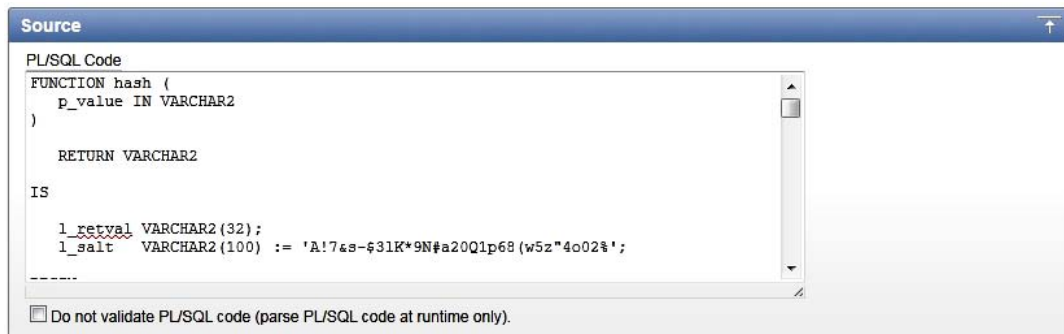 Source
PL/SQL Code
FUNCTION hash (
p_value IN VARCHAR2
)
RETURN VARCHAR2
IS
l_retval VARCHAR2(32);
l_salt VARCHAR2(100) := 'A!7&s-$3lK*9N#a20Q1p68(w5z"4o02%';
Do not validate PL/SQL code (parse PL/SQL code at runtime only).